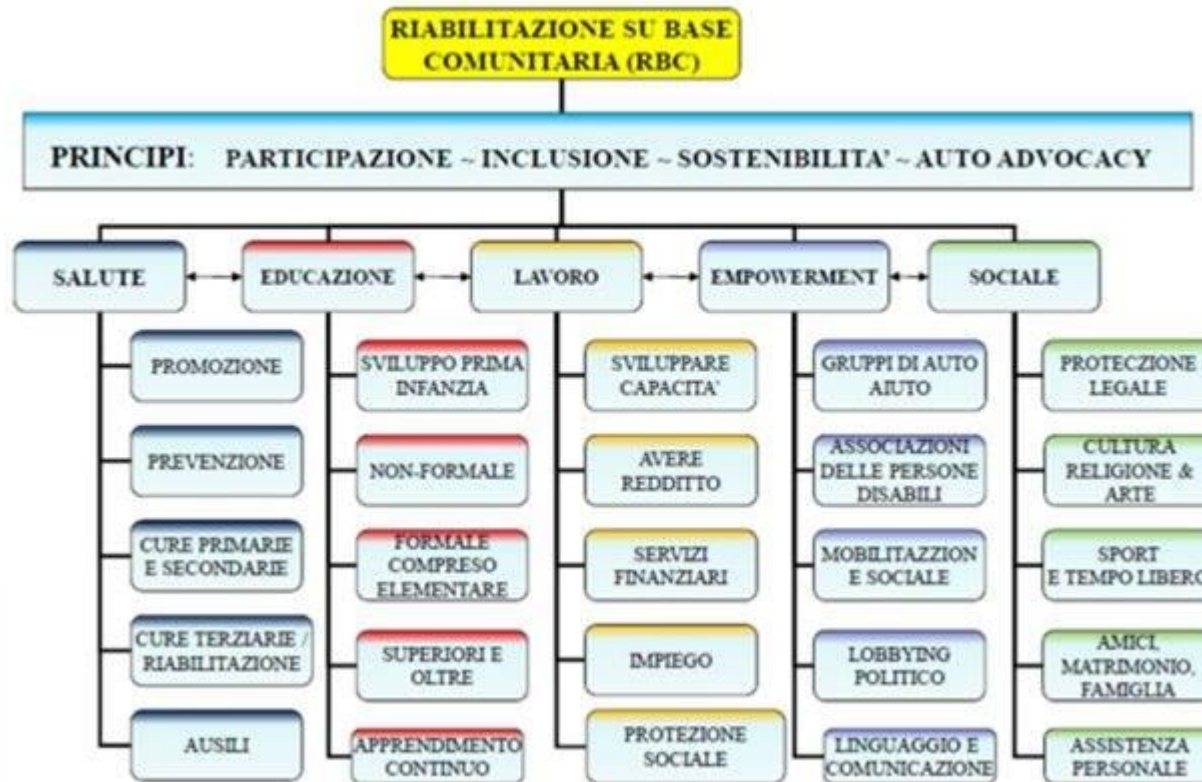 RIABILITAZIONE SU BASE
COMUNITARIA (RBC)
PRINCIPI: PARTICIPAZIONE ~ INCLUSIONE ~ SOSTENIBILITA' ~ AUTO ADVOCACY
SALUTE
EDUCAZIONE
LAVORO
EMPOWERMENT
SOCIALE
PROMOZIONE
PREVENZIONE
CURE PRIMARIE
E SECONDARIE
CURE TERZIARIE /
RIABILITAZIONE
AUSILI
SVILUPPO PRIMA
INFANZIA
NON-FORMALE
FORMALE
COMPRESO
ELEMENTARE
SUPERIORI E
OLTRE
APPRENDIMENTO
CONTINUO
SVILUPPARE
CAPACITA'
AVERE
REDDITTO
SERVIZI
FINANZIARI
IMPIEGO
PROTEZIONE
SOCIALE
GRUPPI DI AUTO
AIUTO
ASSOCIAZIONI
DELLE PERSONE
DISABILI
MOBILITAZZION
E SOCIALE
LOBBYING
POLITICO
LINGUAGGIO E
COMUNICAZIONE
PROTECZIONE
LEGALE
CULTURA
RELIGIONE &
ARTE
SPORT
E TEMPO LIBERO
AMICI,
MATRIMONIO,
FAMIGLIA
ASSISTENZA
PERSONALE